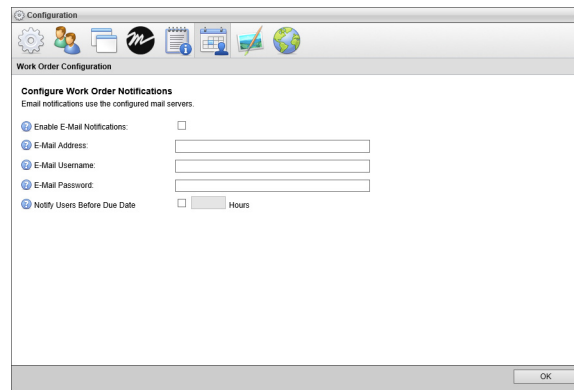 Configuration
Work Order Configuration
Configure Work Order Notifications
Email notifications use the configured mail servers.
Enable E-Mail Notifications:
E-Mail Address:
E-Mail Username:
E-Mail Password:
Notify Users Before Due Date Hours
OK